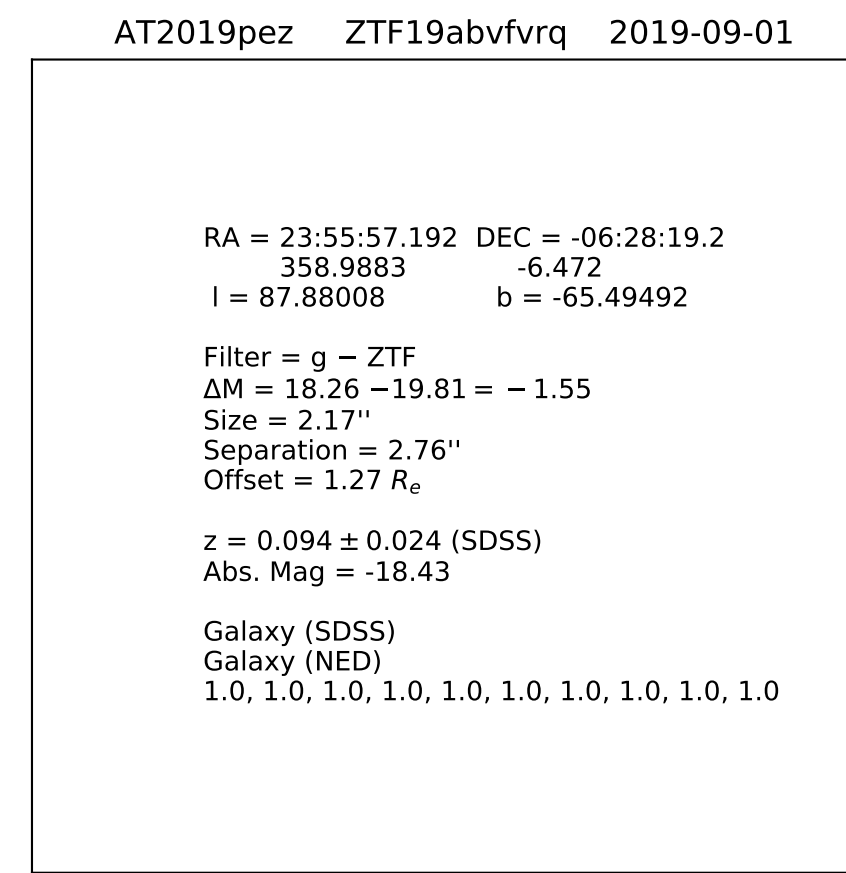 AT2019pez ZTF19abvfvrq 2019-09-01
RA = 23:55:57.192 DEC = -06:28:19.2
358.9883 -6.472
l = 87.88008 b = -65.49492
Filter = g − ZTF
ΔM = 18.26 −19.81 = − 1.55
Size = 2.17''
Separation = 2.76''
Offset = 1.27 Re
z = 0.094 ± 0.024 (SDSS)
Abs. Mag = -18.43
Galaxy (SDSS)
Galaxy (NED)
1.0, 1.0, 1.0, 1.0, 1.0, 1.0, 1.0, 1.0, 1.0, 1.0